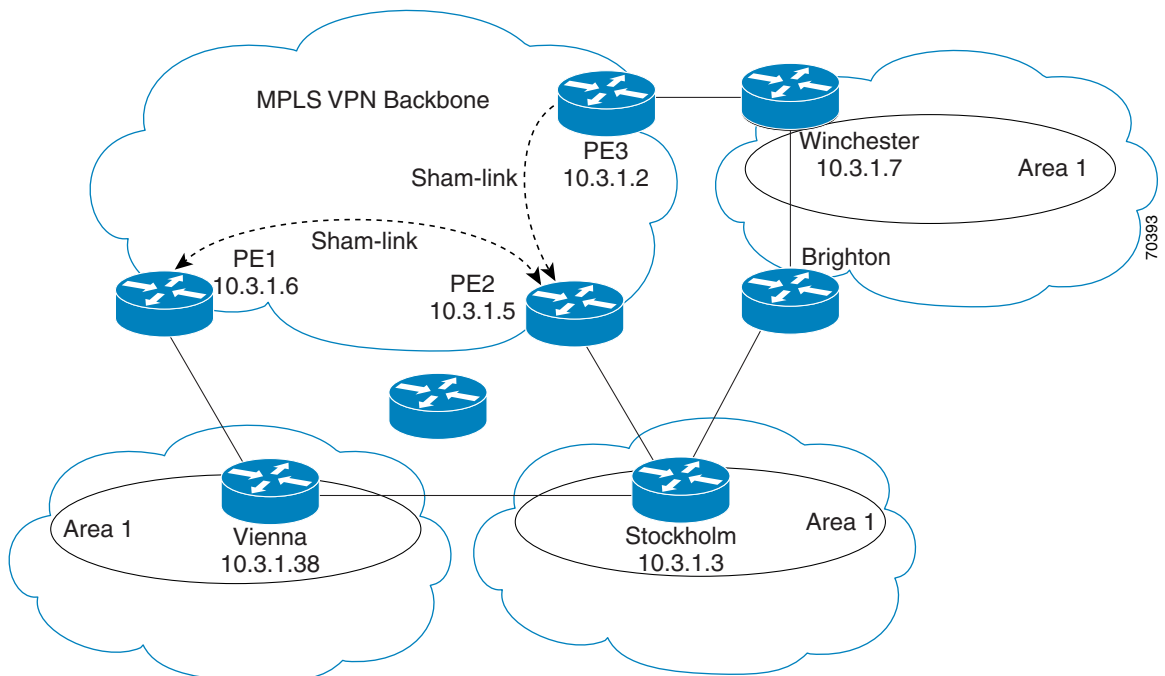 MPLS VPN Backbone
PE3
10.3.1.2
Winchester
10.3.1.7
Area 1
Sham-link
Sham-link
PE1
10.3.1.6
PE2
10.3.1.5
Brighton
70393
Area 1
Vienna
10.3.1.38
Stockholm
10.3.1.3
Area 1